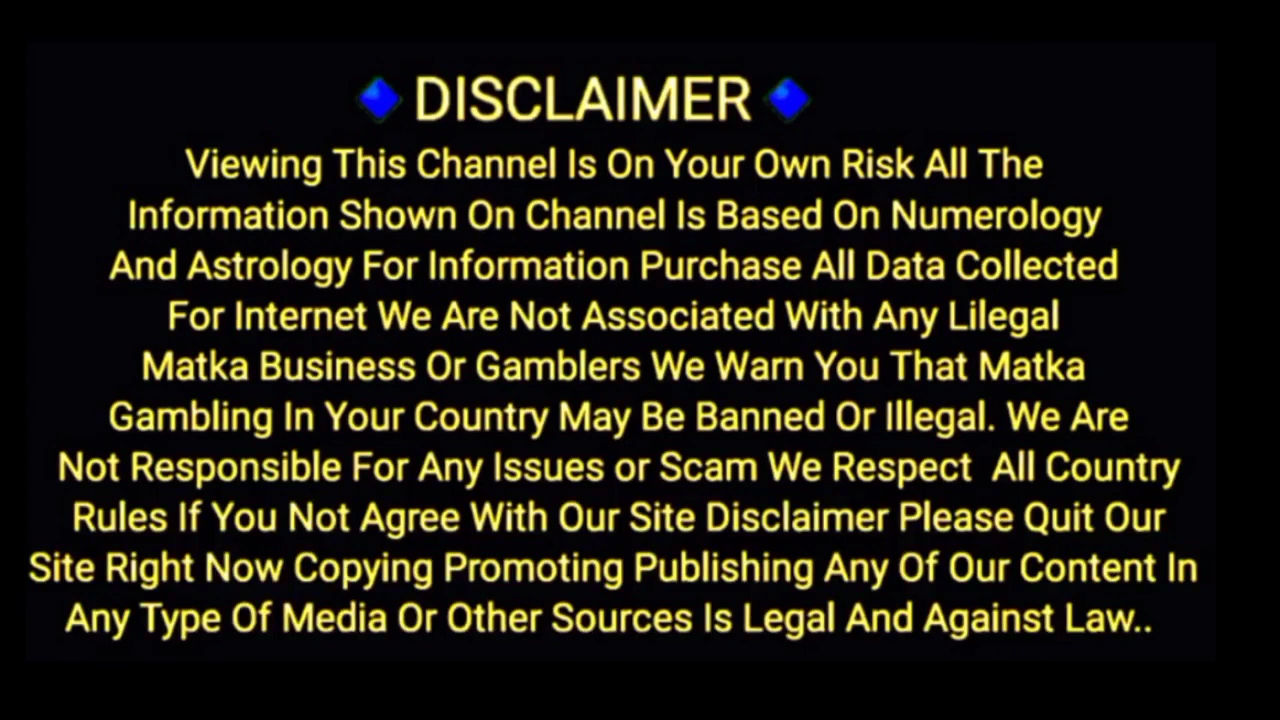 DISCLAIMER
Viewing This Channel Is On Your Own Risk All The
Information Shown On Channel Is Based On Numerology
And Astrology For Information Purchase All Data Collected
For Internet We Are Not Associated With Any Lilegal
Matka Business Or Gamblers We Warn You That Matka
Gambling In Your Country May Be Banned Or Illegal. We Are
Not Responsible For Any Issues or Scam We Respect  All Country
Rules If You Not Agree With Our Site Disclaimer Please Quit Our
Site Right Now Copying Promoting Publishing Any Of Our Content In
Any Type Of Media Or Other Sources Is Legal And Against Law..